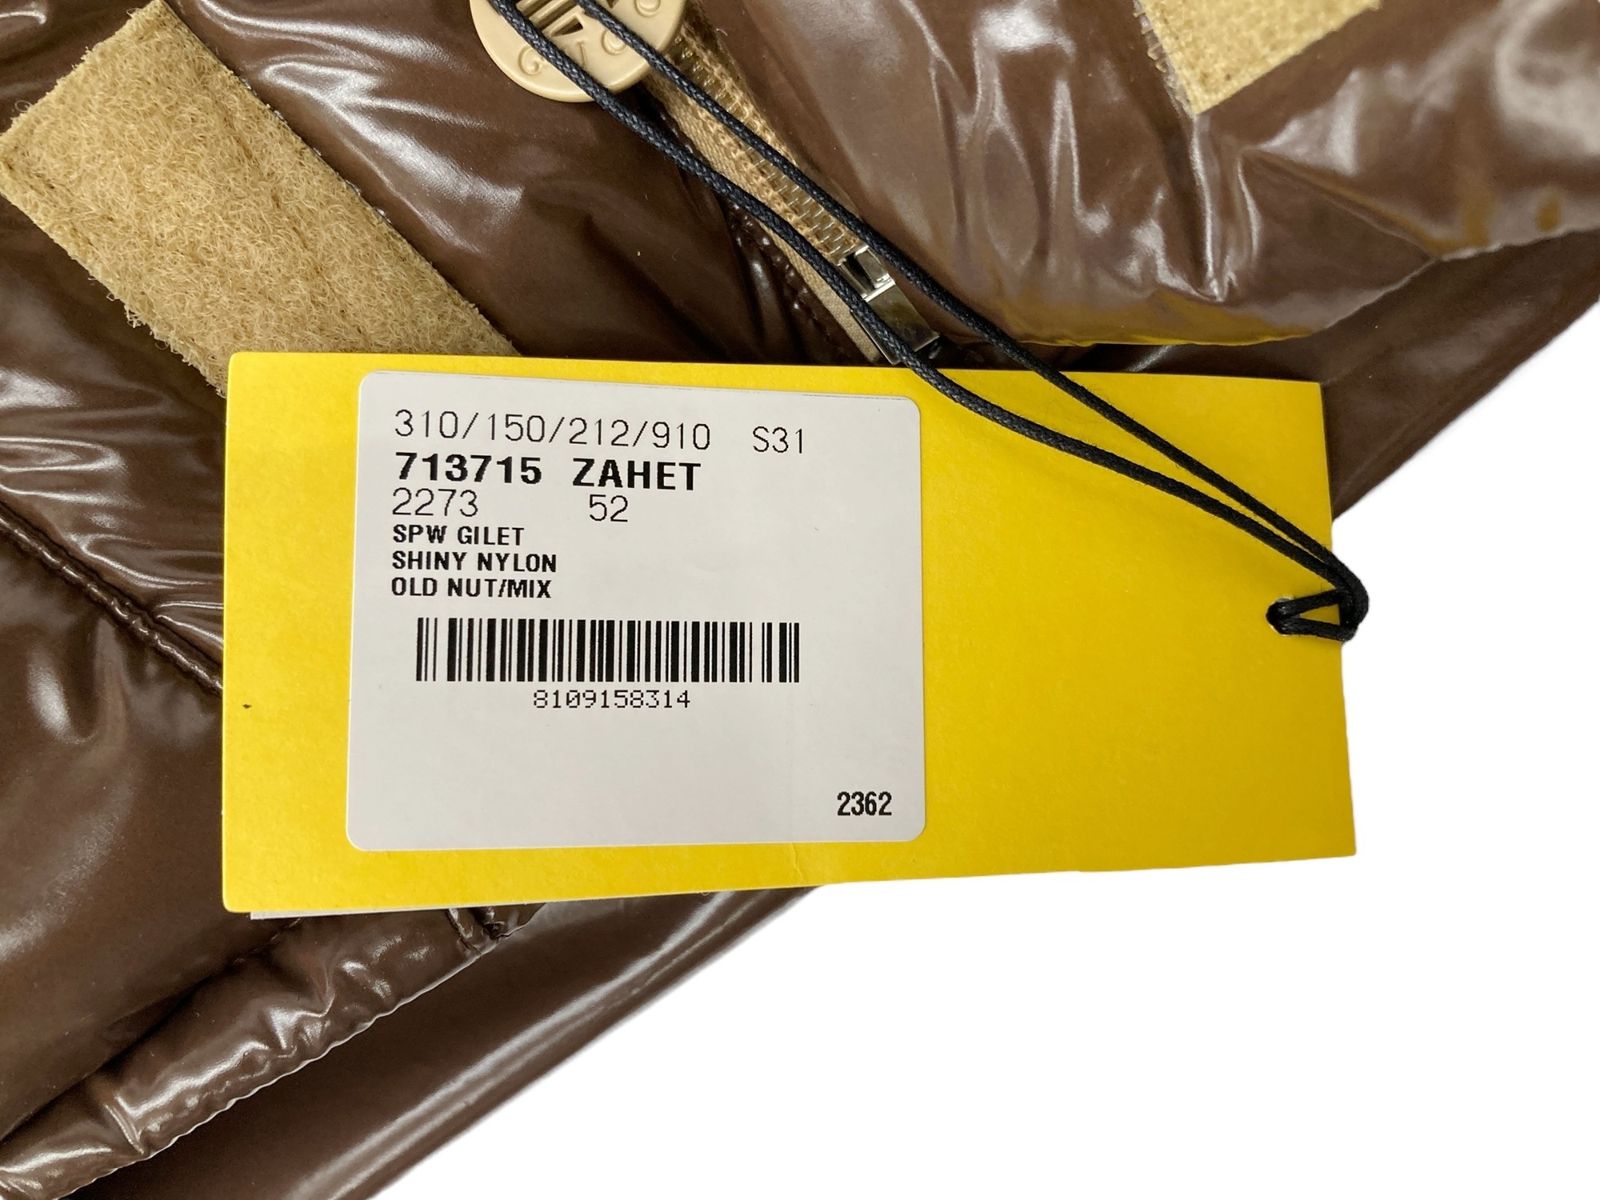 310/150/212/910 S31
713715 ZAHET
2273 52
SPW GILET
SHINY NYLON
OLD NUT/MIX
8109158314
2362